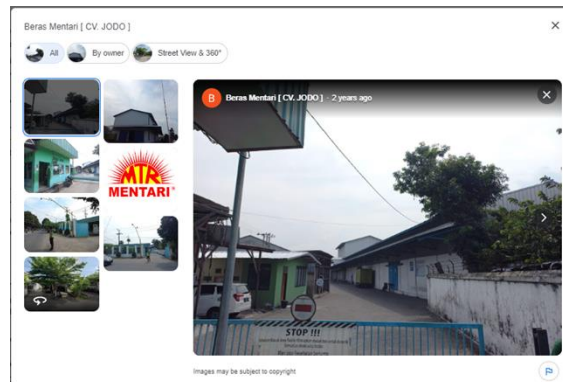 Beras Mentari [ CV. JODO ]
All
By owner
Street View & 360°
B
Beras Mentari [ CV. JODO ] · 2 years ago
MTR
MENTARI
STOP !!!
Images may be subject to copyright